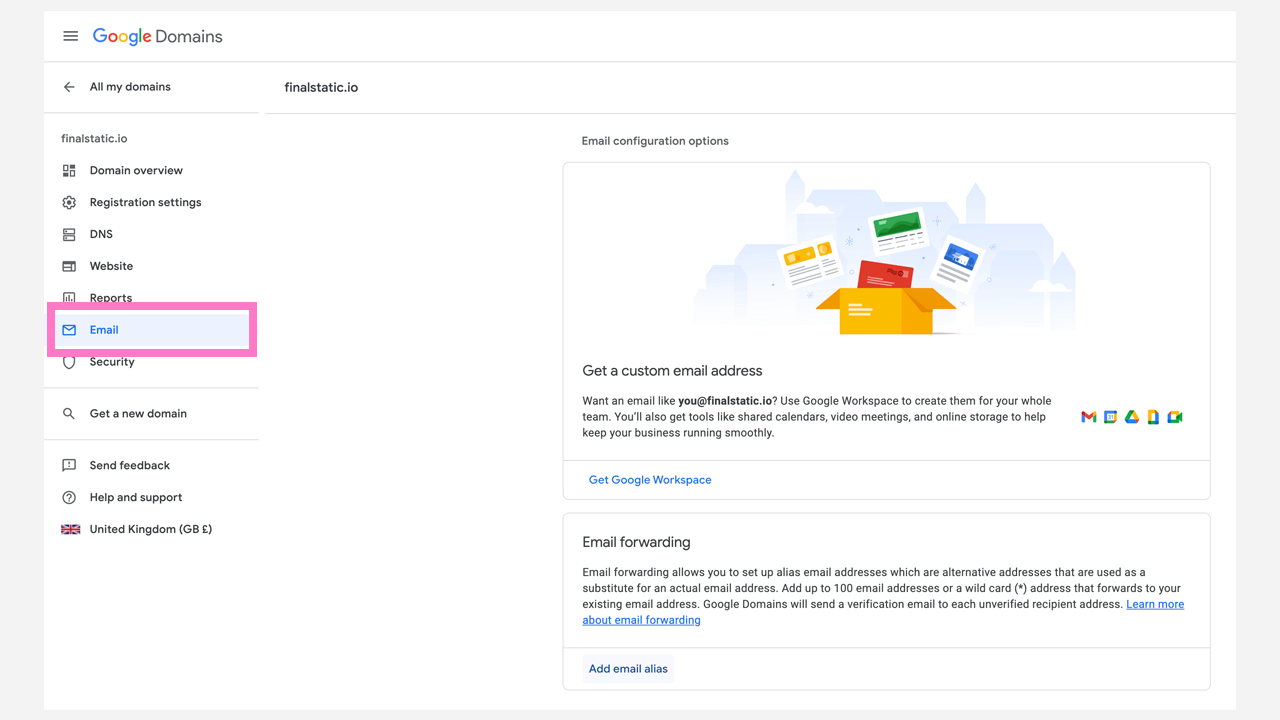 Google Domains
All my domains
finalstatic.io
finalstatic.io
Domain overview
Registration settings
DNS
Website
Reports
Email
Security
Get a new domain
Send feedback
Help and support
United Kingdom (GB £)
Email configuration options
Get a custom email address
Want an email like you@finalstatic.io? Use Google Workspace to create them for your whole
team. You'll also get tools like shared calendars, video meetings, and online storage to help
keep your business running smoothly.
31
Get Google Workspace
Email forwarding
Email forwarding allows you to set up alias email addresses which are alternative addresses that are used as a
substitute for an actual email address. Add up to 100 email addresses or a wild card (*) address that forwards to your
existing email address. Google Domains will send a verification email to each unverified recipient address. Learn more
about email forwarding
Add email alias